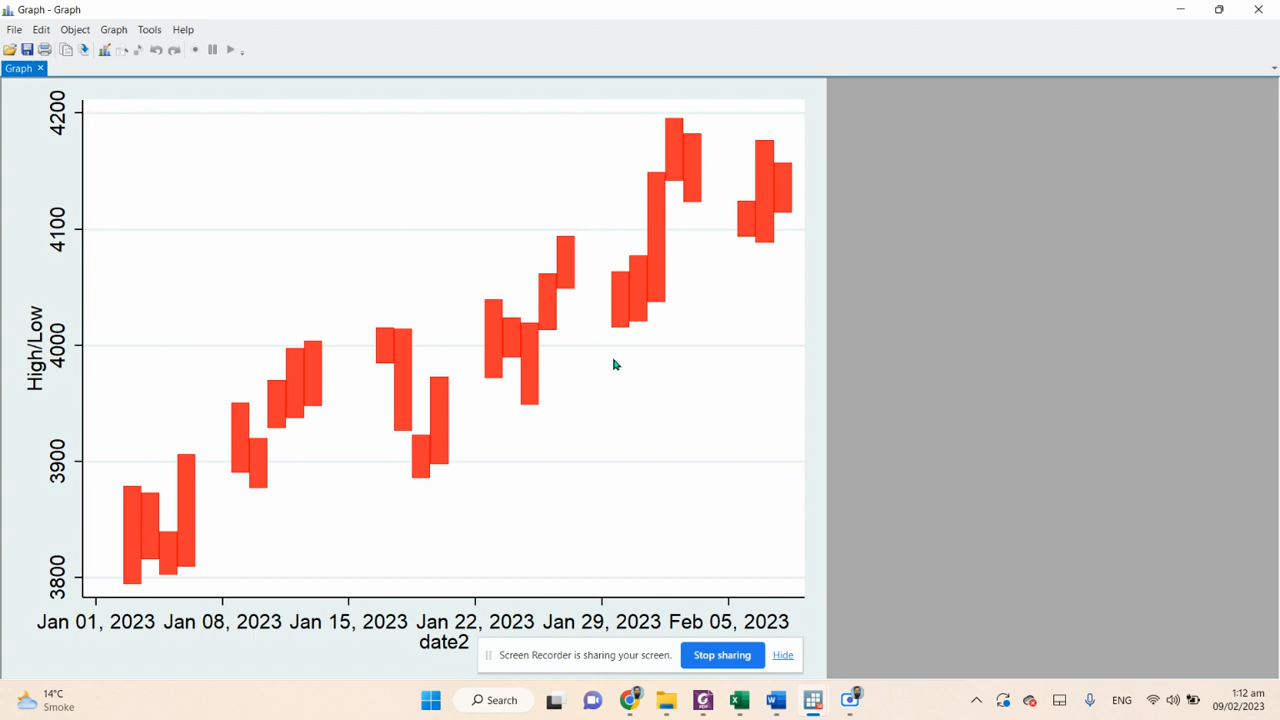 Graph - Graph
File Edit Object Graph Tools Help
Graph ×
4200
4100
4000
3900
3800
High/Low
Jan 01, 2023 Jan 08, 2023 Jan 15, 2023 Jan 22, 2023 Jan 29, 2023 Feb 05, 2023
date2
Screen Recorder is sharing your screen. Stop sharing Hide
14°C
Smoke
Search
ENG
1:12 am
09/02/2023